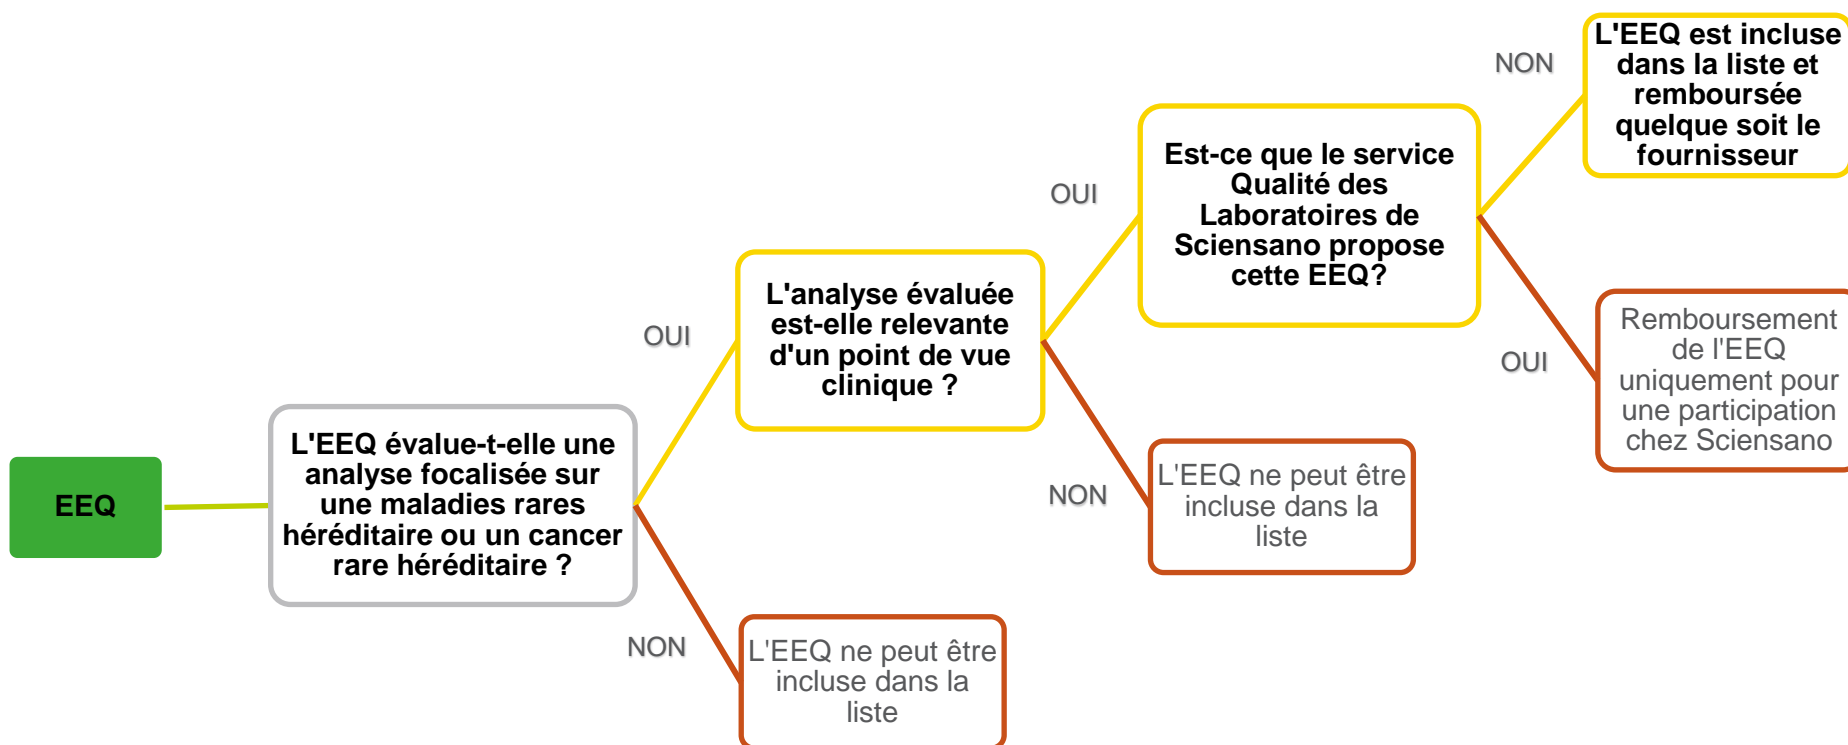 EEQ
L'EEQ évalue-t-elle une
analyse focalisée sur
une maladies rares
héréditaire ou un cancer
rare héréditaire ?
OUI
NON
L'analyse évaluée
est-elle relevante
d'un point de vue
clinique ?
L'EEQ ne peut être
incluse dans la
liste
OUI
NON
Est-ce que le service
Qualité des
Laboratoires de
Sciensano propose
cette EEQ?
L'EEQ ne peut être
incluse dans la
liste
NON
OUI
L'EEQ est incluse
dans la liste et
remboursée
quelque soit le
fournisseur
Remboursement
de l'EEQ
uniquement pour
une participation
chez Sciensano